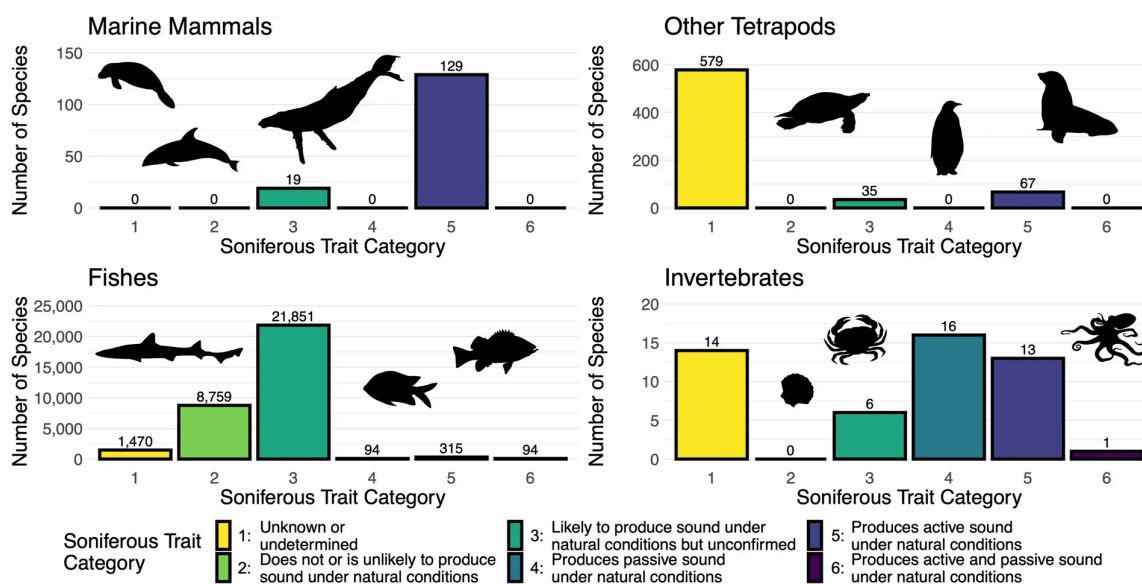 Marine Mammals
Number of Species
150
100
50
0
0
0
19
0
129
0
1 2 3 4 5 6
Soniferous Trait Category
Other Tetrapods
Number of Species
600
400
200
0
579
0
35
0
67
0
1 2 3 4 5 6
Soniferous Trait Category
Fishes
Number of Species
25,000
20,000
15,000
10,000
5,000
0
1,470
8,759
21,851
94
315
94
1 2 3 4 5 6
Soniferous Trait Category
Invertebrates
Number of Species
20
15
10
5
0
14
0
6
16
13
1
1 2 3 4 5 6
Soniferous Trait Category
Soniferous Trait
Category
1: Unknown or
undetermined
2: Does not or is unlikely to produce
sound under natural conditions
3: Likely to produce sound under
natural conditions but unconfirmed
4: Produces passive sound
under natural conditions
5: Produces active sound
under natural conditions
6: Produces active and passive sound
under natural conditions